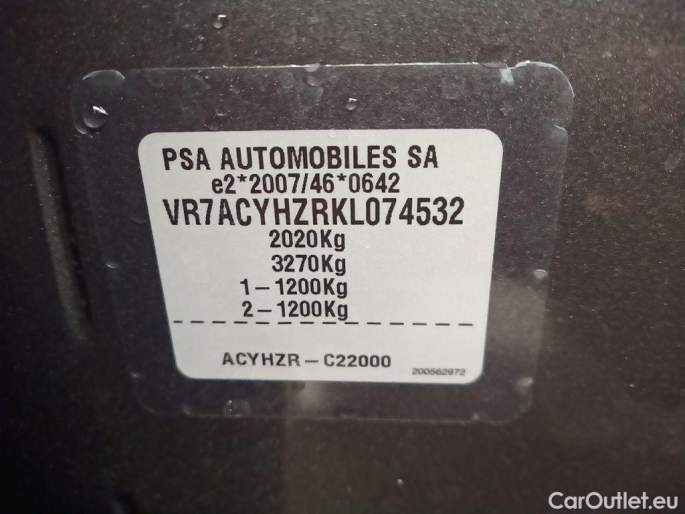 PSA AUTOMOBILES SA
e2*2007/46*0642
VR7ACYHZRKL074532
2020Kg
3270Kg
1-1200Kg
2-1200Kg
ACYHZR-C22000
200562972
CarOutlet.eu